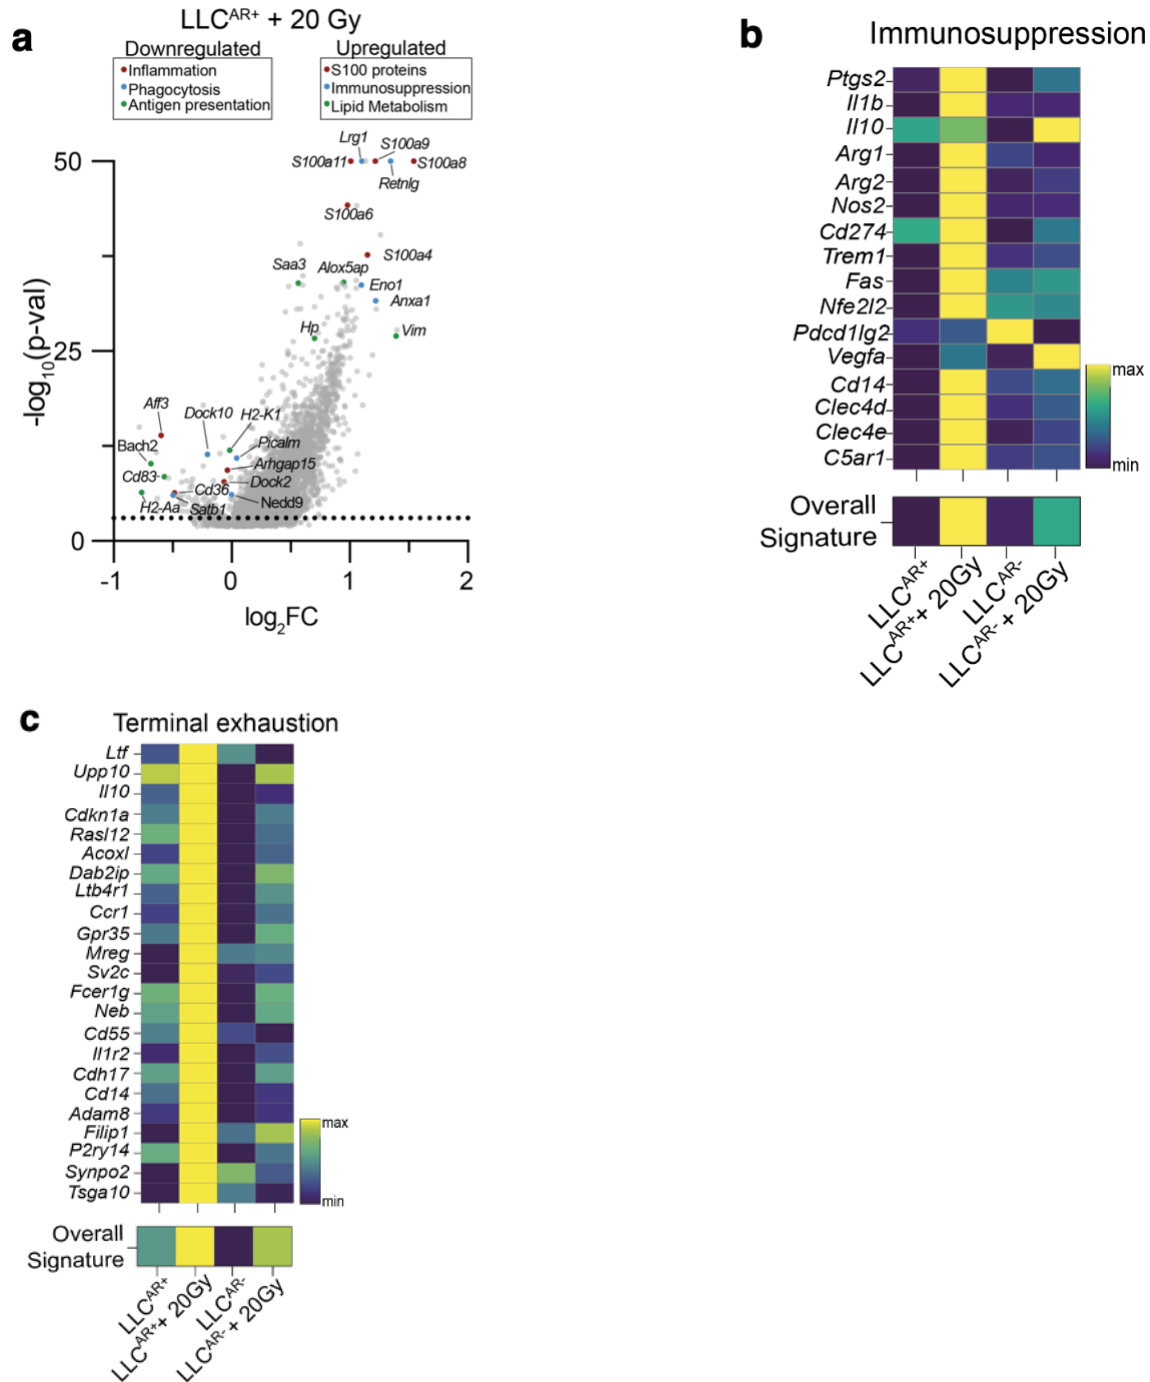 a
LLCAR+ + 20 Gy
Downregulated
Inflammation
Phagocytosis
Antigen presentation
Upregulated
S100 proteins
Immunosuppression
Lipid Metabolism
-log10(p-val)
50
25
0
Lrg1
S100a9
S100a11
S100a8
Retnlg
S100a6
S100a4
Saa3
Alox5ap
Eno1
Anxa1
Hp
Vim
Aff3
Dock10
H2-K1
Bach2
Picalm
Arhgap15
Cd83
Cd36
Dock2
H2-Aa
Satb1
Nedd9
-1
0
1
2
log2FC
b
Immunosuppression
Ptgs2
Il1b
Il10
Arg1
Arg2
Nos2
Cd274
Trem1
Fas
Nfe2l2
Pdcd1lg2
Vegfa
Cd14
Clec4d
Clec4e
C5ar1
max
min
Overall
Signature
LLCAR+
LLCAR++ 20Gy
LLCAR-
LLCAR- + 20Gy
c
Terminal exhaustion
Ltf
Upp10
Il10
Cdkn1a
Rasl12
Acoxl
Dab2ip
Ltb4r1
Ccr1
Gpr35
Mreg
Sv2c
Fcer1g
Neb
Cd55
Il1r2
Cdh17
Cd14
Adam8
Filip1
P2ry14
Synpo2
Tsga10
max
min
Overall
Signature
LLCAR+
LLCAR++ 20Gy
LLCAR-
LLCAR- + 20Gy